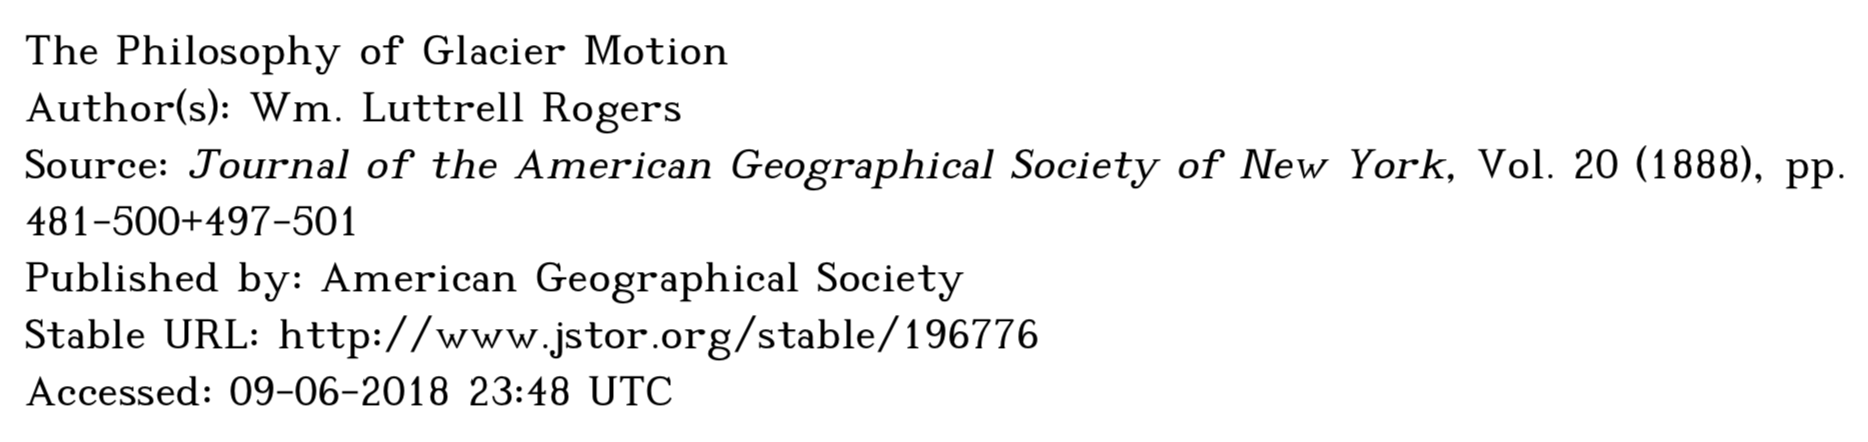 The Philosophy of Glacier Motion
Author(s): Wm. Luttrell Rogers
Source: Journal of the American Geographical Society of New York, Vol. 20 (1888), pp.
481-500+497-501
Published by: American Geographical Society
Stable URL: http://www.jstor.org/stable/196776
Accessed: 09-06-2018 23:48 UTC